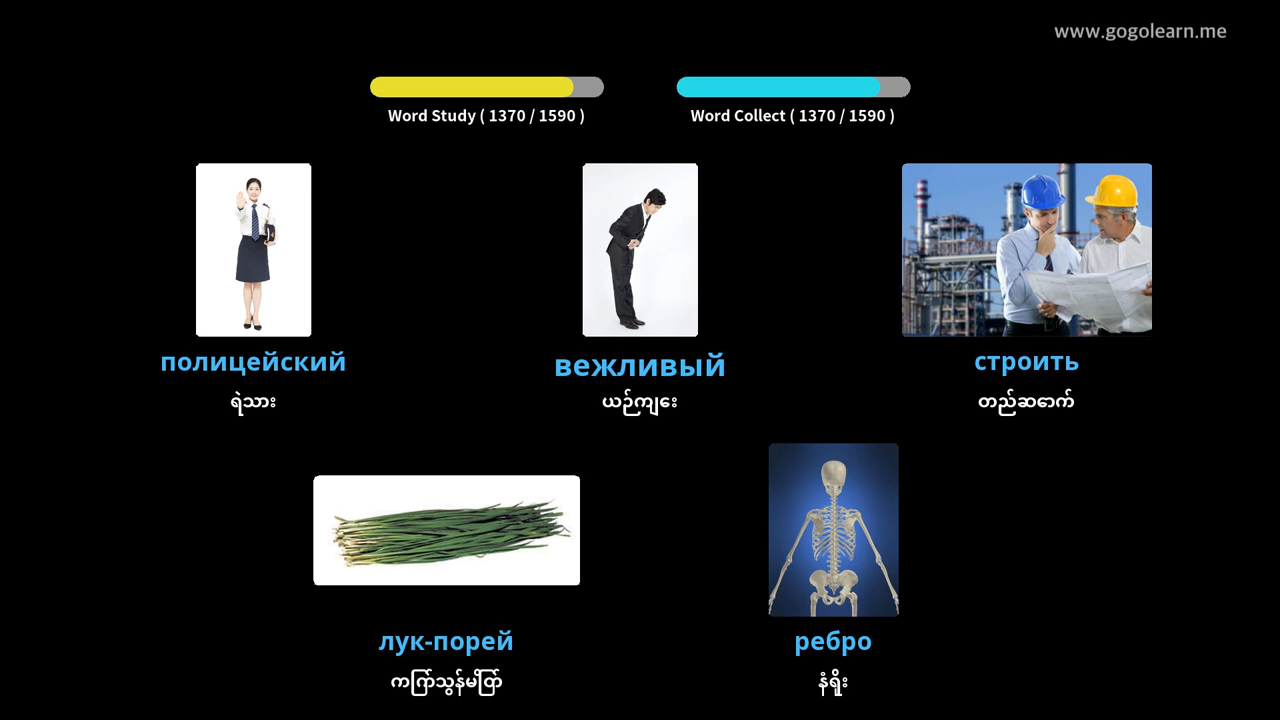 www.gogolearn.me
Word Study ( 1370 / 1590 )
Word Collect ( 1370 / 1590 )
полицейский
вежливый
строить
ရဲသား
ယဉ်ကျေး
တည်ဆောက်
лук-порей
ребро
ကြက်သွန်မြိတ်
နံရိုး